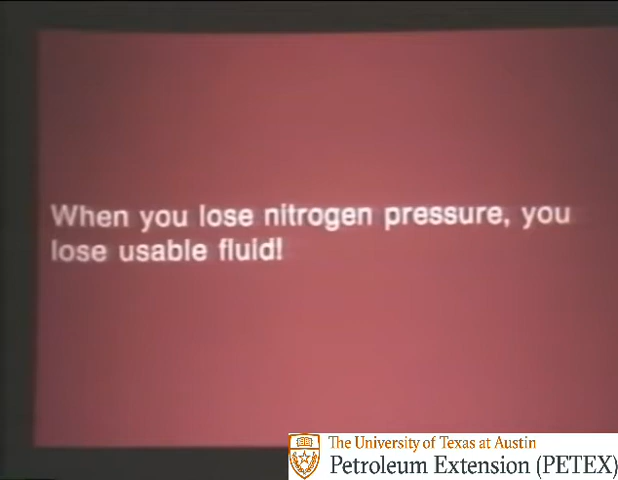 When you lose nitrogen pressure, you
lose usable fluid!
The University of Texas at Austin
Petroleum Extension (PETEX)